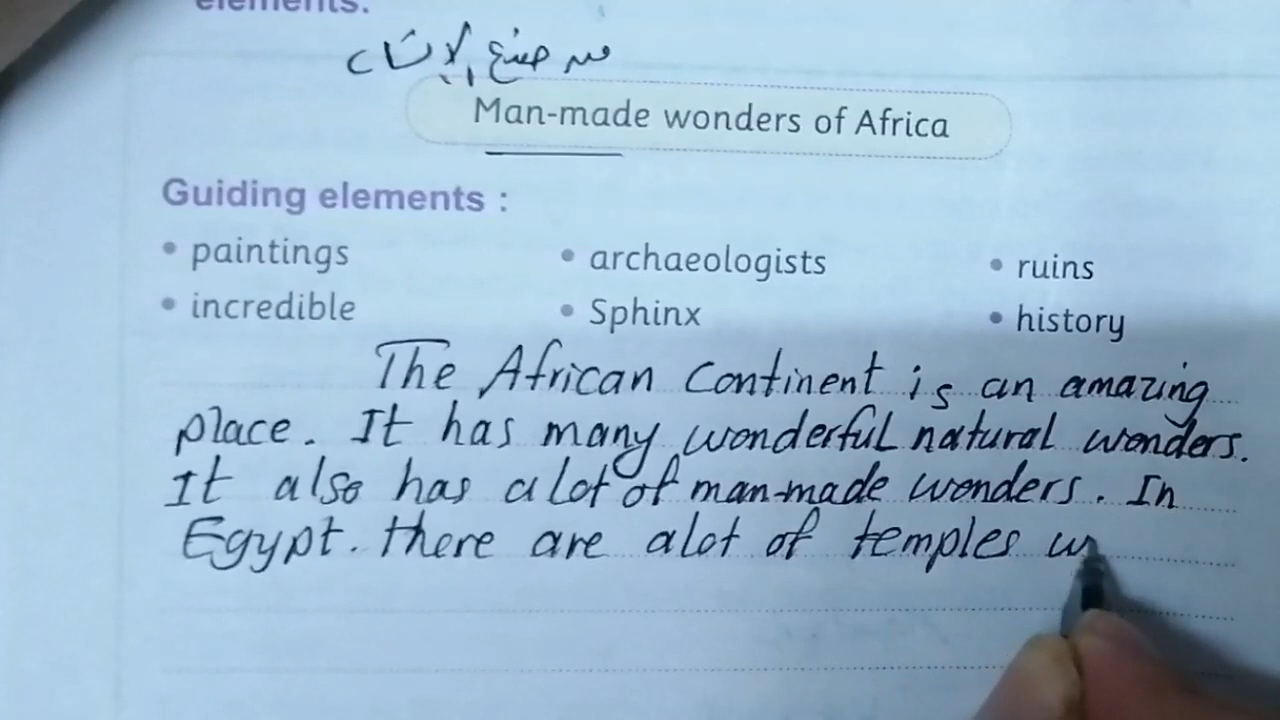 elements.
من صنع الإنسان
Man-made wonders of Africa
Guiding elements :
• paintings • archaeologists • ruins
• incredible • Sphinx • history
The African Continent is an amazing
place. It has many wonderful natural wonders.
It also has alot of man-made wonders. In
Egypt. there are alot of temples w